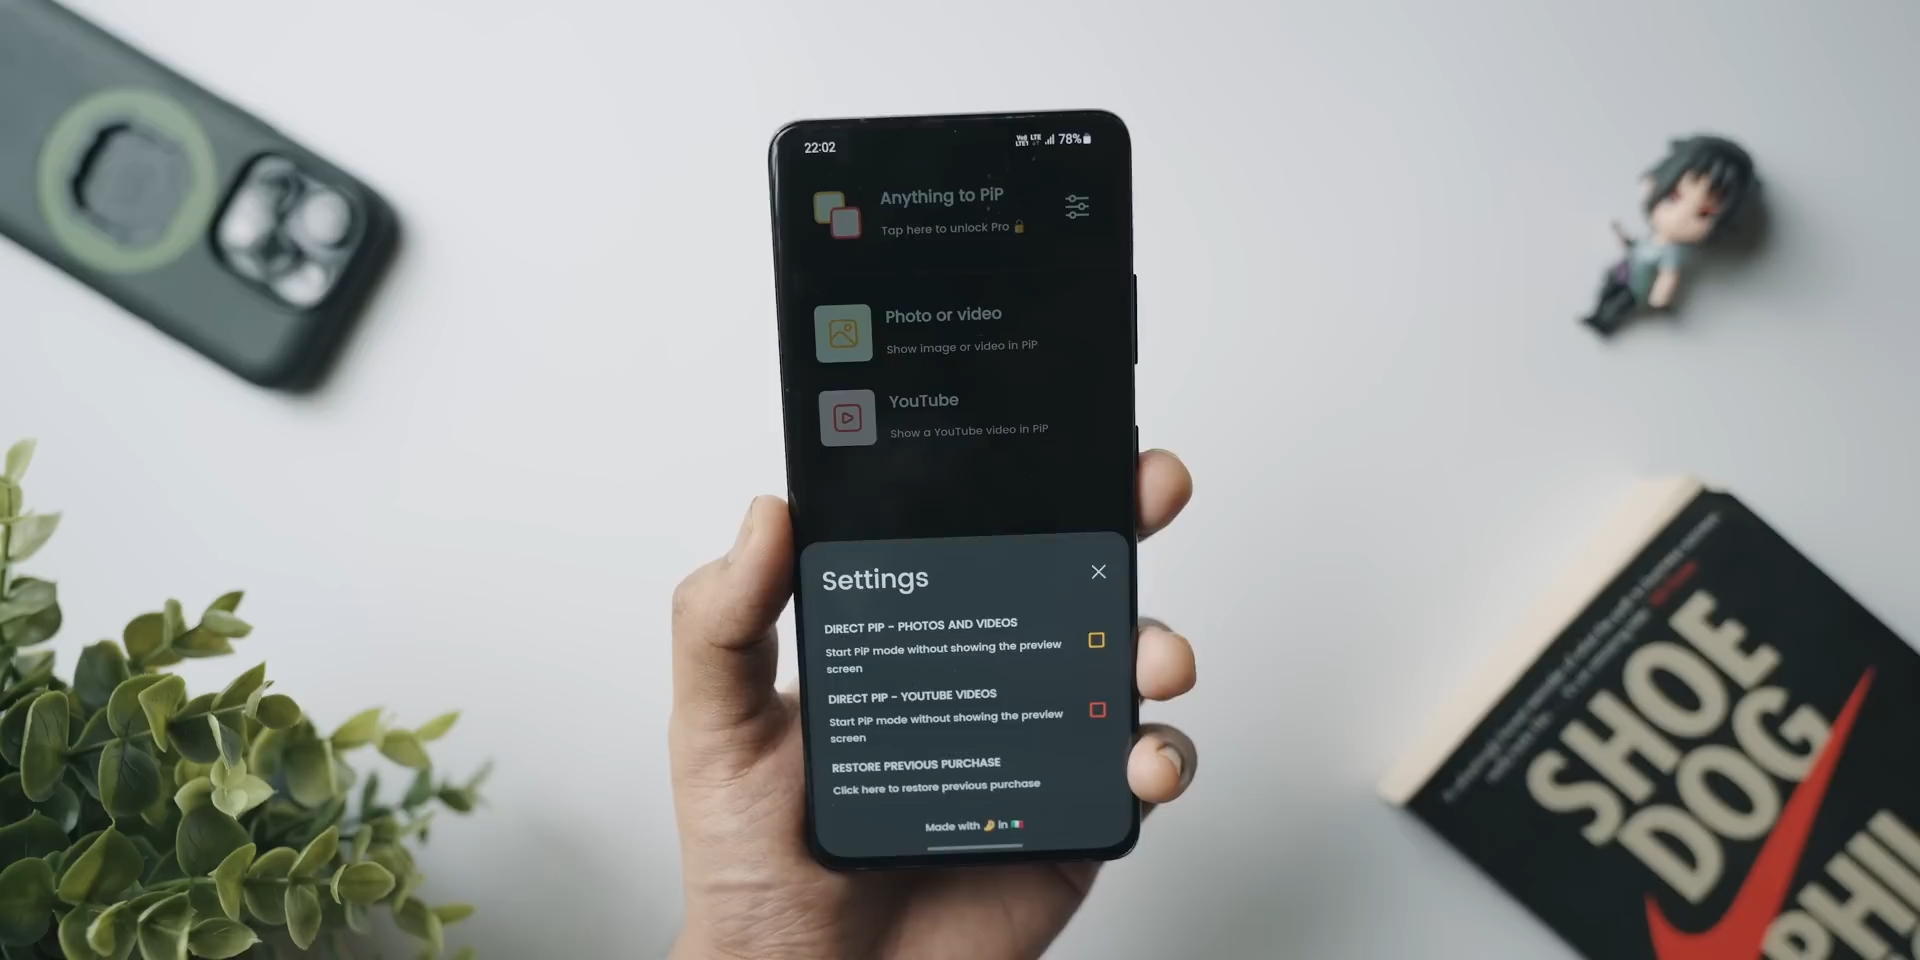 22:02
LTE
78%
Anything to PiP
Tap here to unlock Pro 🔒
Photo or video
Show image or video in PiP
YouTube
Show a YouTube video in PiP
Settings
DIRECT PIP - PHOTOS AND VIDEOS
Start PiP mode without showing the preview
screen
DIRECT PIP - YOUTUBE VIDEOS
Start PiP mode without showing the preview
screen
RESTORE PREVIOUS PURCHASE
Click here to restore previous purchase
Made with 🤌 in 🇮🇹
SHOE
DOG
PHIL